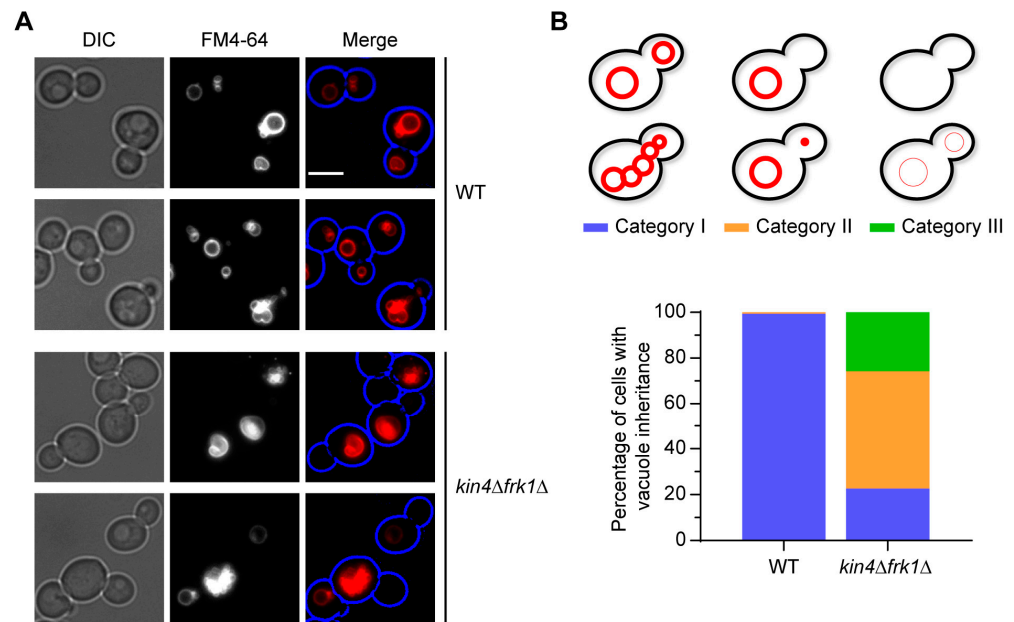 A
DIC FM4-64 Merge
WT
kin4Δfrk1Δ
B
Category I Category II Category III
Percentage of cells with
vacuole inheritance
100
80
60
40
20
0
WT kin4Δfrk1Δ